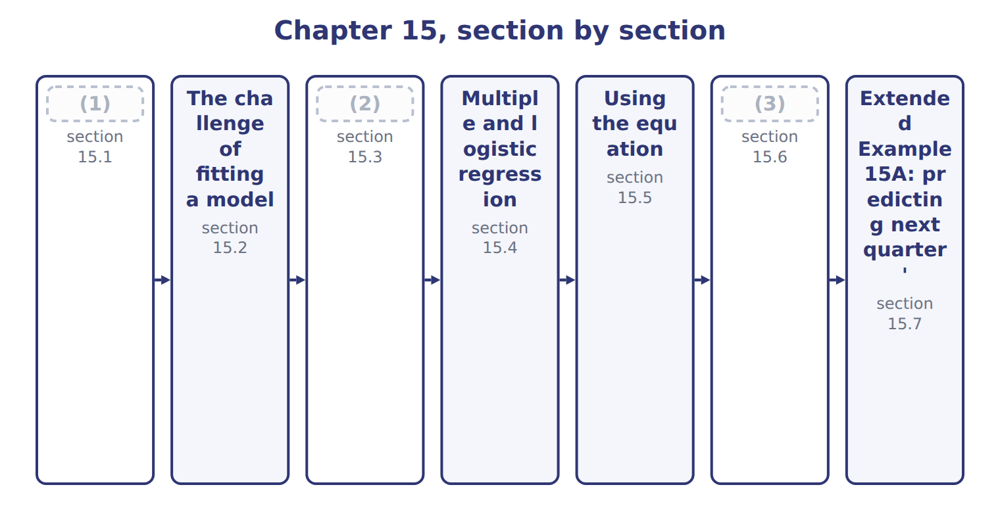 Chapter 15, section by section
(1)
section
15.1
The cha
llenge
of
fitting
a model
section
15.2
(2)
section
15.3
Multipl
e and l
ogistic
regress
ion
section
15.4
Using
the equ
ation
section
15.5
(3)
section
15.6
Extende
d
Example
15A: pr
edictin
g next
quarter
'
section
15.7